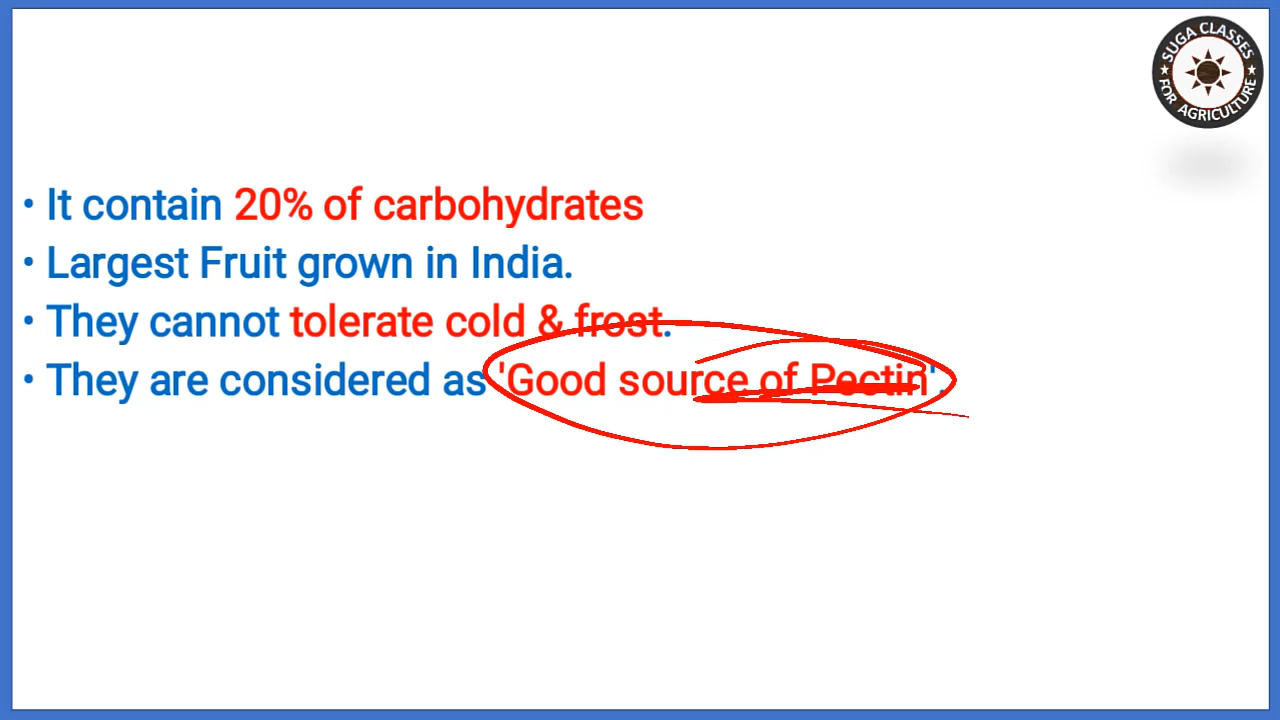 SUGA CLASSES
FOR AGRICULTURE
• It contain 20% of carbohydrates
• Largest Fruit grown in India.
• They cannot tolerate cold & frost.
• They are considered as 'Good source of Pectin'.